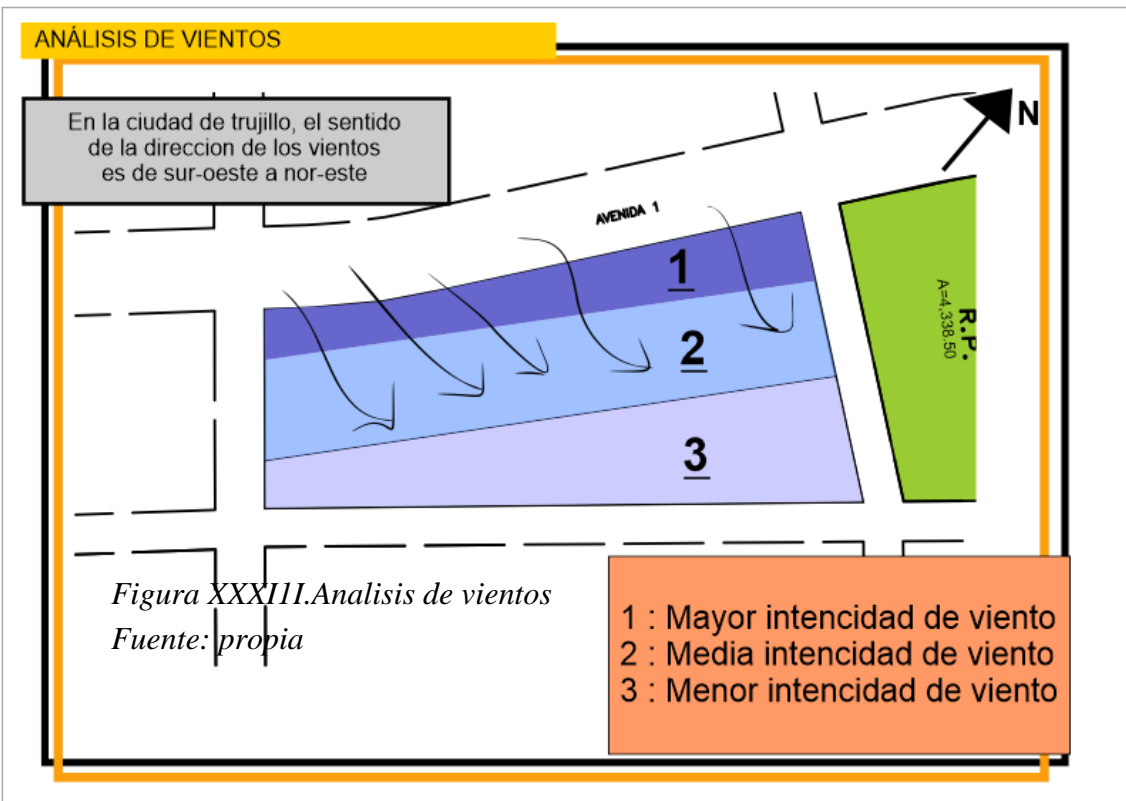 ANÁLISIS DE VIENTOS
En la ciudad de trujillo, el sentido
de la direccion de los vientos
es de sur-oeste a nor-este
N
AVENIDA 1
1
2
3
R.P.
A=4,338.50
Figura XXXI1I.Analisis de vientos
Fuente: propia
1 : Mayor intencidad de viento
2 : Media intencidad de viento
3 : Menor intencidad de viento